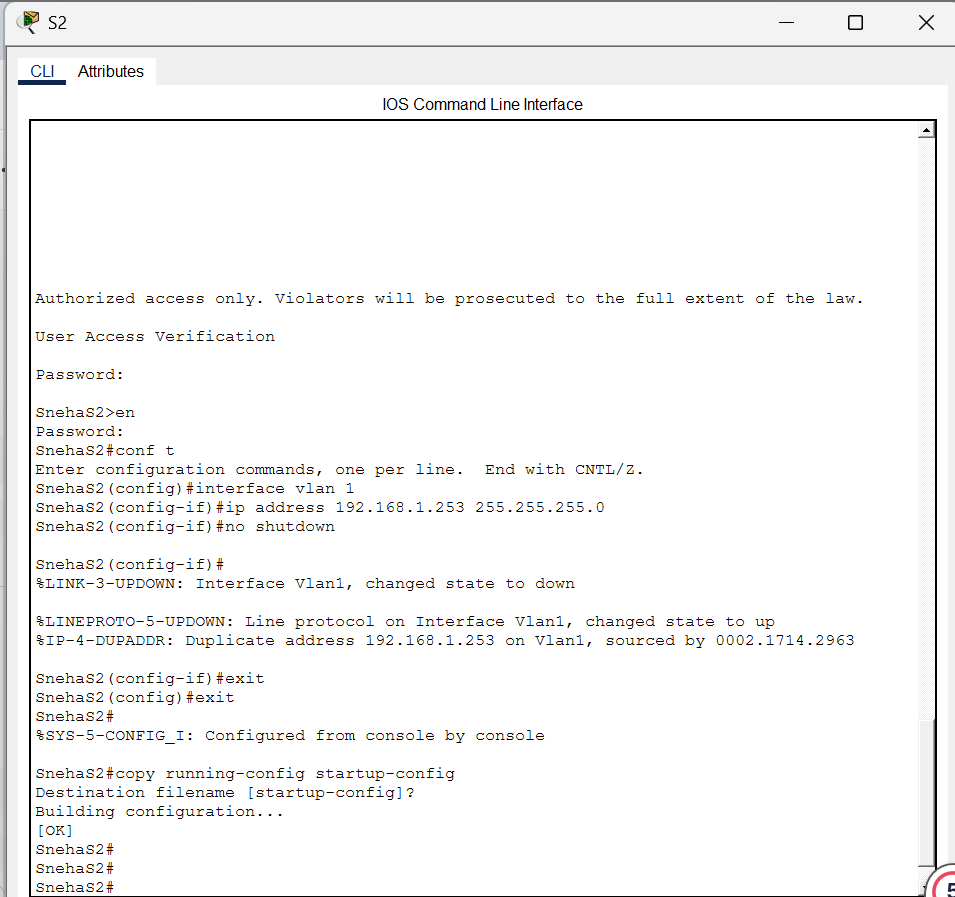 S2
CLI Attributes
IOS Command Line Interface
Authorized access only. Violators will be prosecuted to the full extent of the law.
User Access Verification
Password:
SnehaS2>en
Password:
SnehaS2#conf t
Enter configuration commands, one per line.  End with CNTL/Z.
SnehaS2(config)#interface vlan 1
SnehaS2(config-if)#ip address 192.168.1.253 255.255.255.0
SnehaS2(config-if)#no shutdown
SnehaS2(config-if)#
%LINK-3-UPDOWN: Interface Vlan1, changed state to down
%LINEPROTO-5-UPDOWN: Line protocol on Interface Vlan1, changed state to up
%IP-4-DUPADDR: Duplicate address 192.168.1.253 on Vlan1, sourced by 0002.1714.2963
SnehaS2(config-if)#exit
SnehaS2(config)#exit
SnehaS2#
%SYS-5-CONFIG_I: Configured from console by console
SnehaS2#copy running-config startup-config
Destination filename [startup-config]?
Building configuration...
[OK]
SnehaS2#
SnehaS2#
SnehaS2#